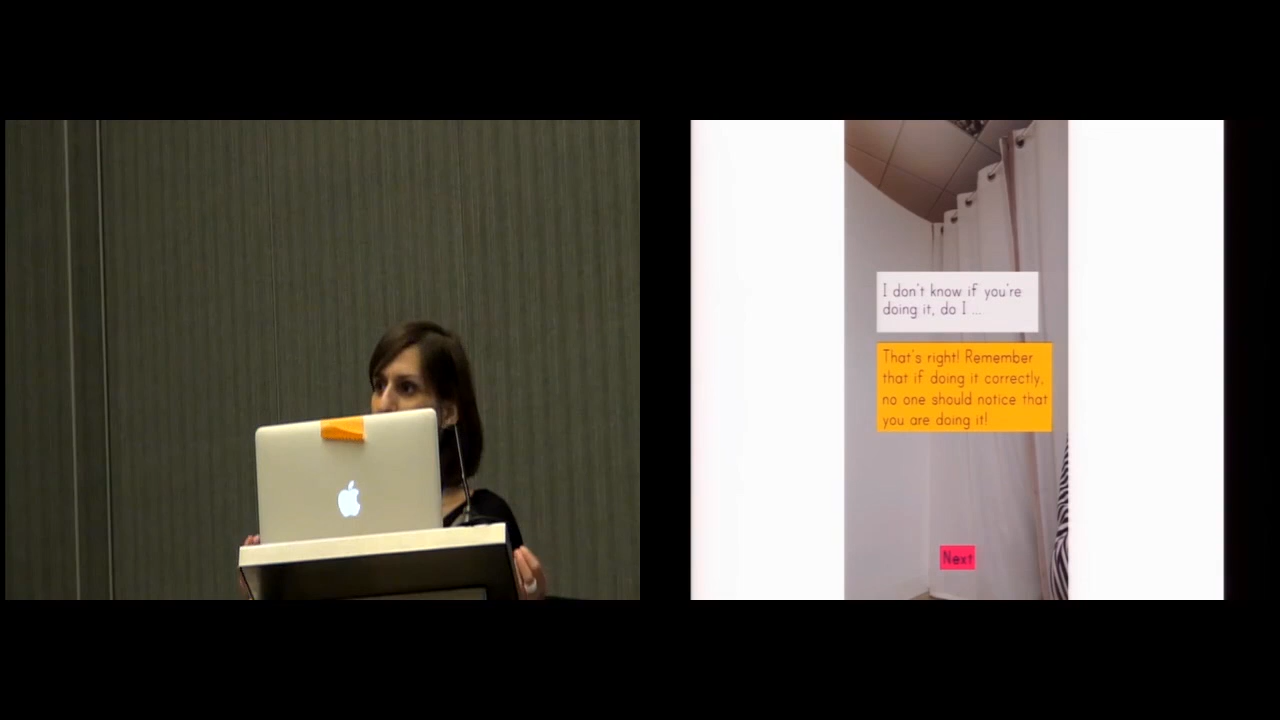 I don't know if you're
doing it, do I ...
That's right! Remember
that if doing it correctly,
no one should notice that
you are doing it!
Next